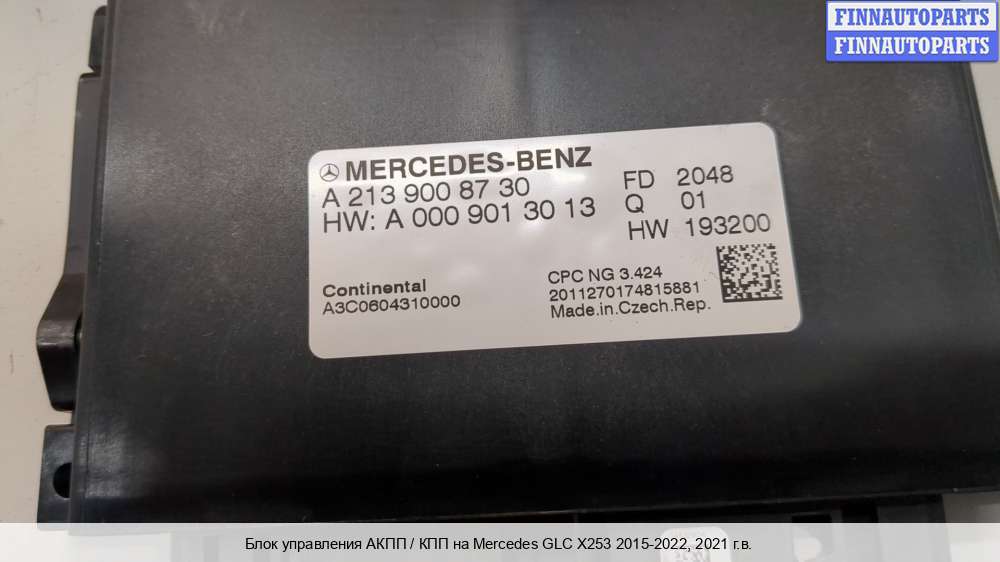 FINNAUTOPARTS
FINNAUTOPARTS
MERCEDES-BENZ
A 213 900 87 30
HW: A 000 901 30 13
FD 2048
Q 01
HW 193200
Continental
A3C0604310000
CPC NG 3.424
2011270174815881
Made.in.Czech.Rep.
Блок управления АКПП / КПП на Mercedes GLC X253 2015-2022, 2021 г.в.